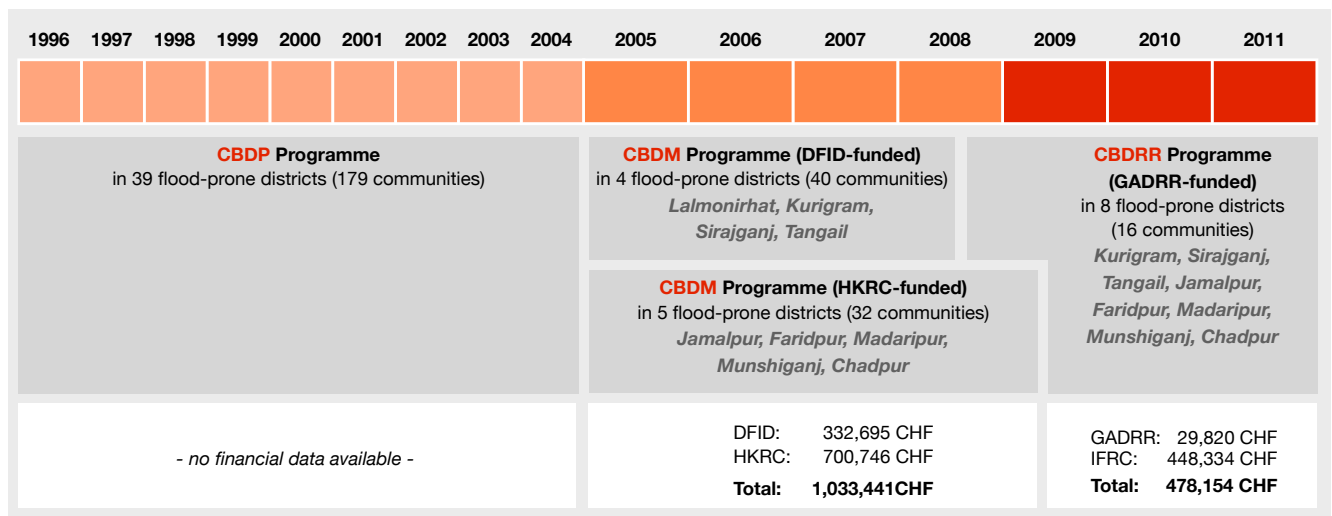 1996 1997 1998 1999 2000 2001 2002 2003 2004 2005 2006 2007 2008 2009 2010 2011
CBDP Programme
in 39 flood-prone districts (179 communities)
CBDM Programme (DFID-funded)
in 4 flood-prone districts (40 communities)
Lalmonirhat, Kurigram,
Sirajganj, Tangail
CBDM Programme (HKRC-funded)
in 5 flood-prone districts (32 communities)
Jamalpur, Faridpur, Madaripur,
Munshiganj, Chadpur
CBDRR Programme
(GADRR-funded)
in 8 flood-prone districts
(16 communities)
Kurigram, Sirajganj,
Tangail, Jamalpur,
Faridpur, Madaripur,
Munshiganj, Chadpur
- no financial data available -
DFID: 332,695 CHF
HKRC: 700,746 CHF
Total: 1,033,441CHF
GADRR: 29,820 CHF
IFRC: 448,334 CHF
Total: 478,154 CHF